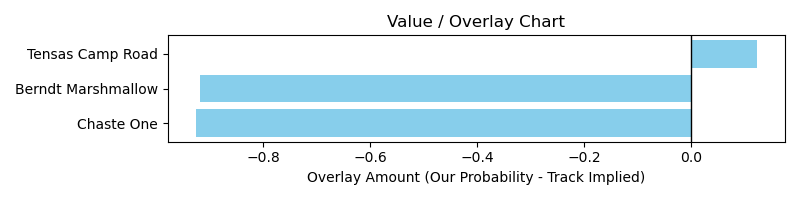 Value / Overlay Chart
Tensas Camp Road
Berndt Marshmallow
Chaste One
−0.8 −0.6 −0.4 −0.2 0.0
Overlay Amount (Our Probability - Track Implied)